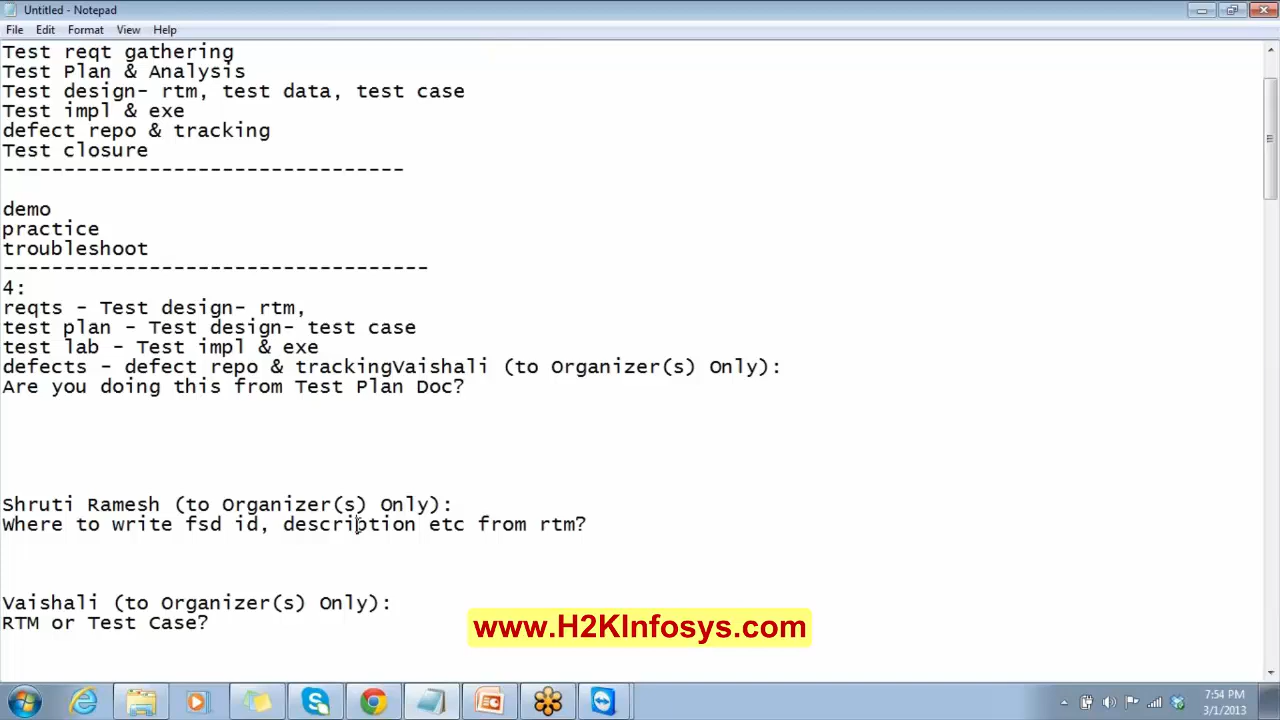 Untitled - Notepad
File Edit Format View Help
Test reqt gathering
Test Plan & Analysis
Test design- rtm, test data, test case
Test impl & exe
defect repo & tracking
Test closure
---------------------------------
demo
practice
troubleshoot
-----------------------------------
4:
reqts - Test design- rtm,
test plan - Test design- test case
test lab - Test impl & exe
defects - defect repo & trackingVaishali (to Organizer(s) Only):
Are you doing this from Test Plan Doc?
Shruti Ramesh (to Organizer(s) Only):
Where to write fsd id, description etc from rtm?
Vaishali (to Organizer(s) Only):
RTM or Test Case?
www.H2KInfosys.com
7:54 PM
3/1/2013